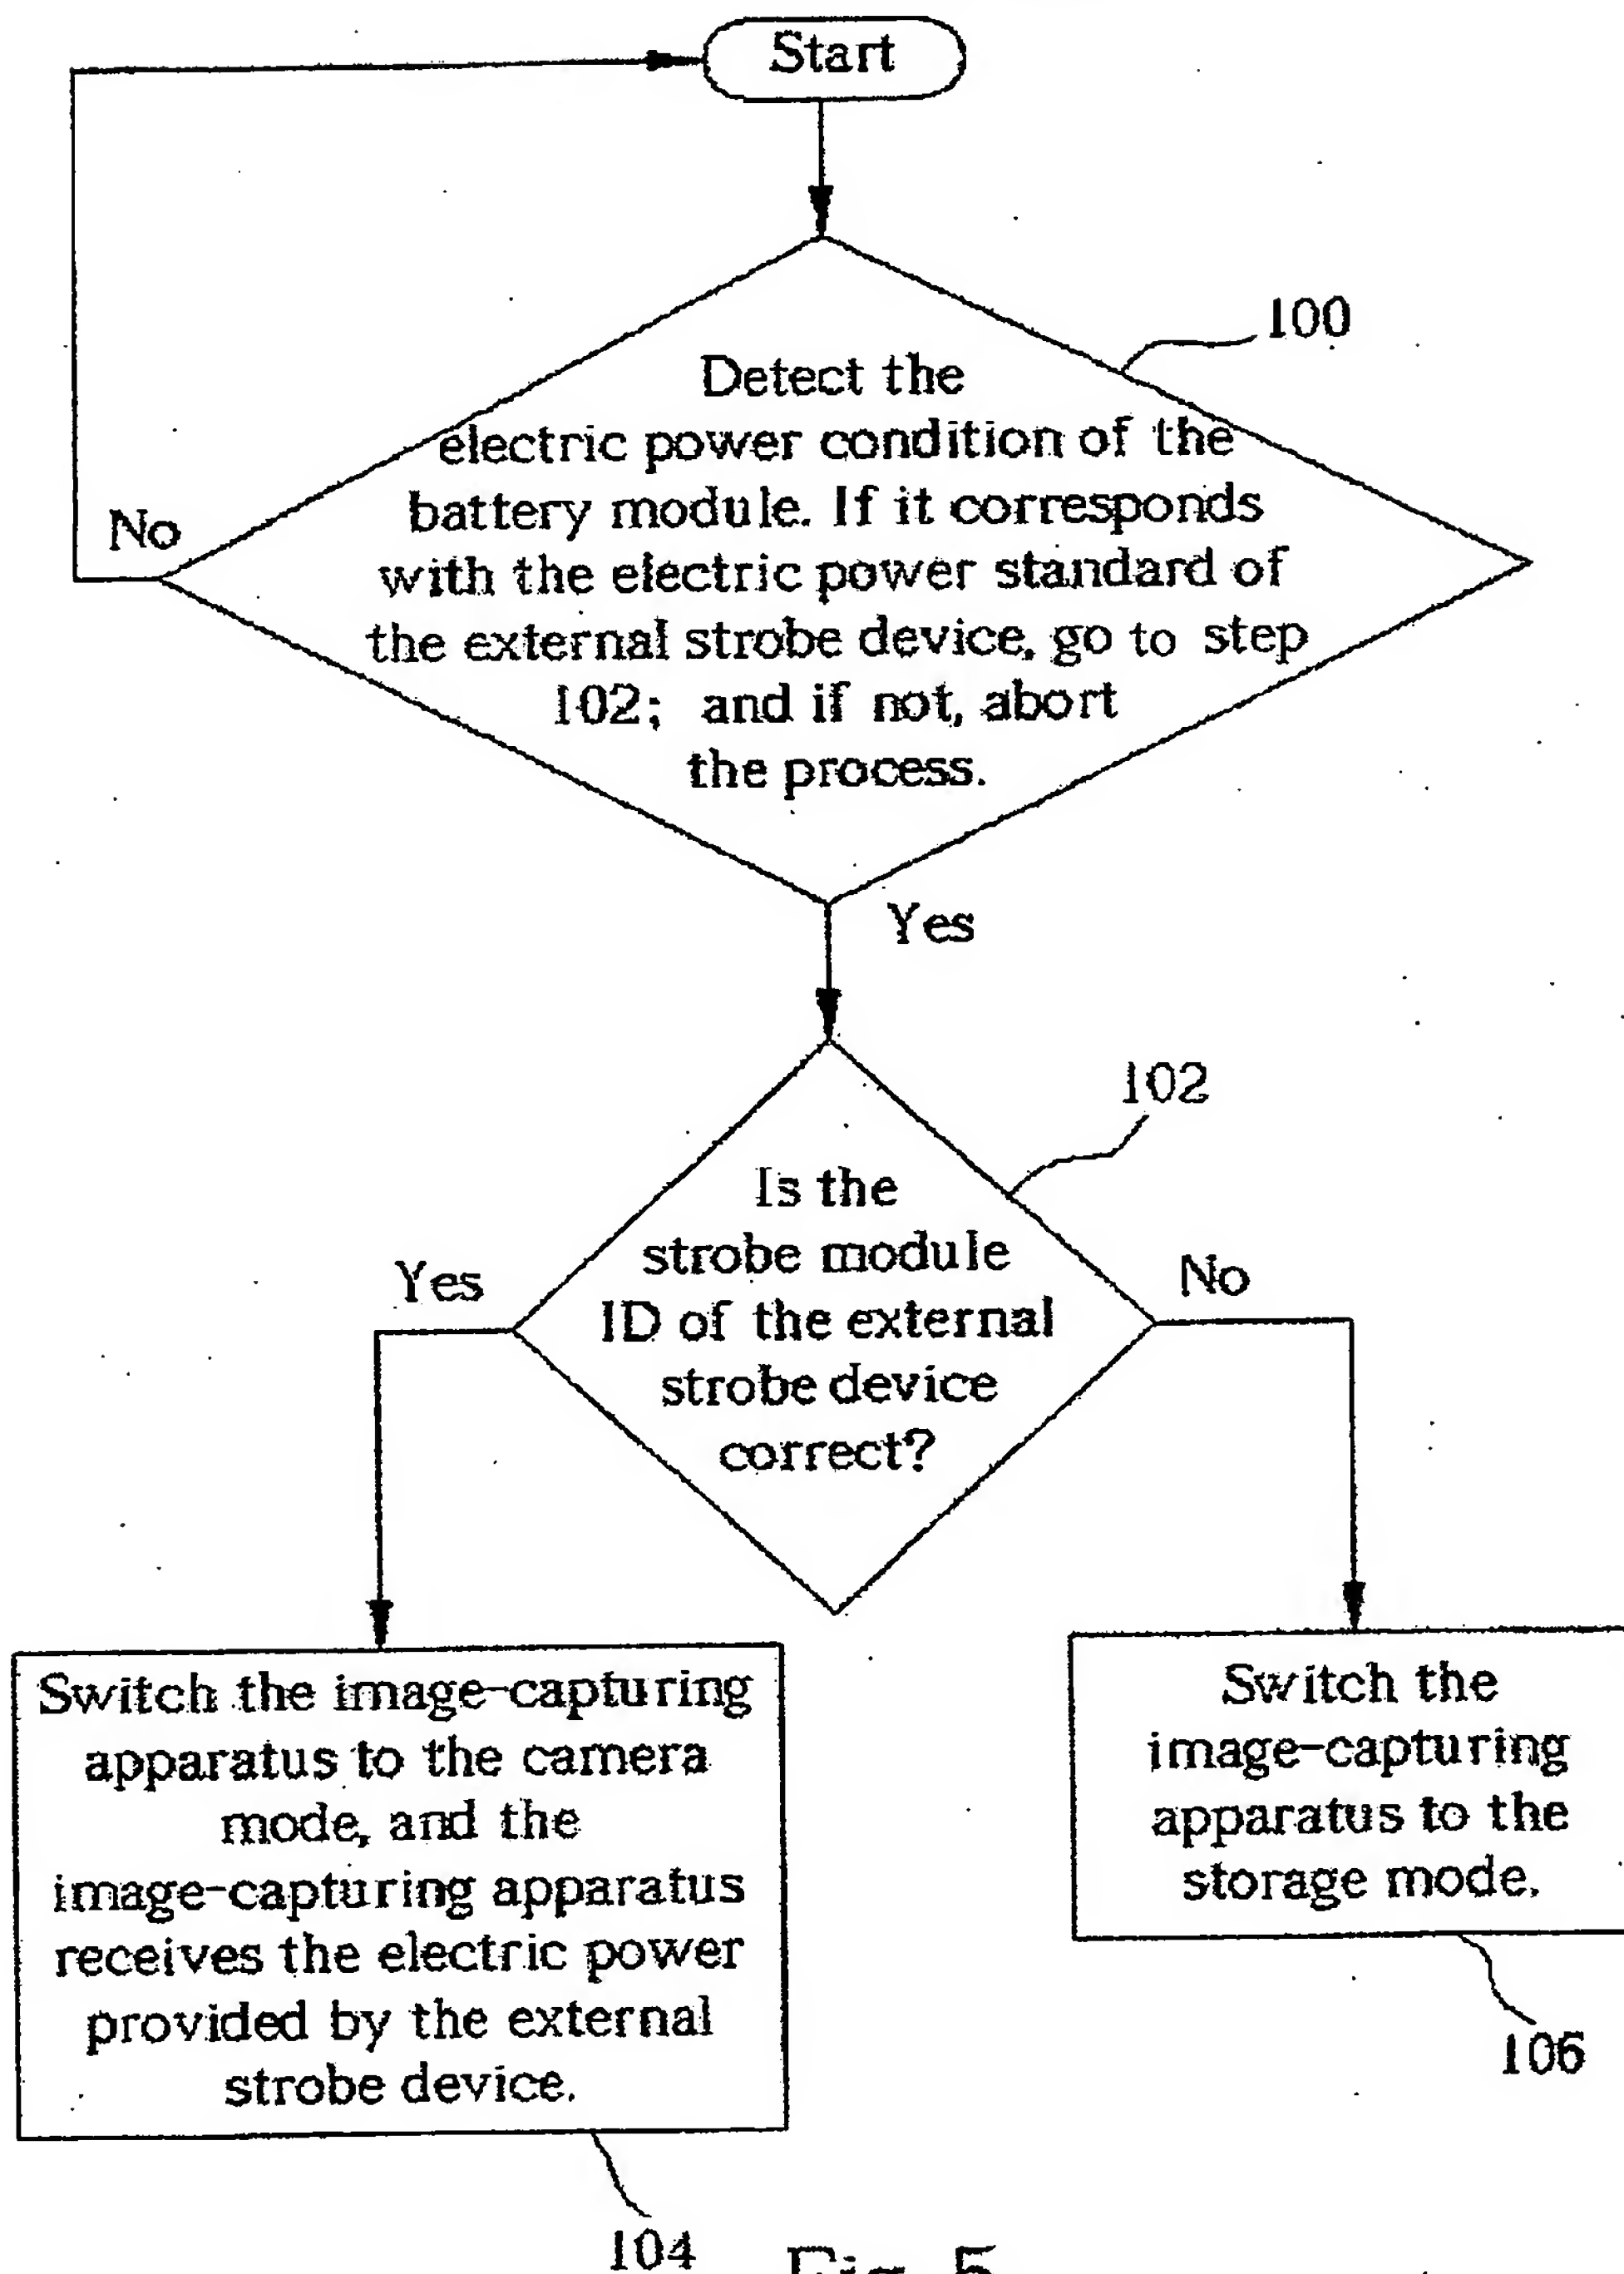 Start
100
Detect the
electric power condition of the
battery module. If it corresponds
with the electric power standard of
the external strobe device, go to step
102; and if not, abort
the process.
No
Yes
102
Is the
strobe module
ID of the external
strobe device
correct?
Yes
No
Switch the image-capturing
apparatus to the camera
mode, and the
image-capturing apparatus
receives the electric power
provided by the external
strobe device.
Switch the
image-capturing
apparatus to the
storage mode.
106
104
Fig. 5